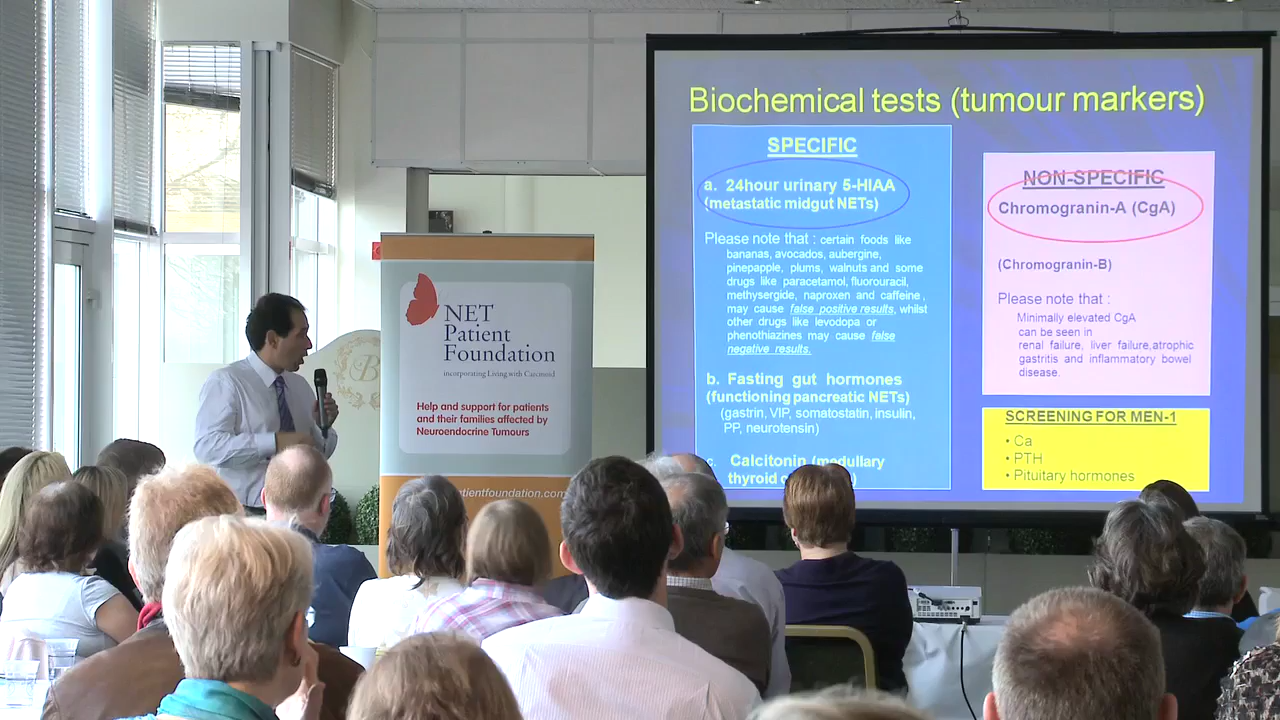 Biochemical tests (tumour markers)
SPECIFIC
a. 24hour urinary 5-HIAA
(metastatic midgut NETs)
Please note that : certain foods like
bananas, avocados, aubergine,
pinepapple, plums, walnuts and some
drugs like paracetamol, fluorouracil,
methysergide, naproxen and caffeine,
may cause false positive results, whilst
other drugs like levodopa or
phenothiazines may cause false
negative results.
b. Fasting gut hormones
(functioning pancreatic NETs)
(gastrin, VIP, somatostatin, insulin,
PP, neurotensin)
c. Calcitonin (medullary
thyroid
NON-SPECIFIC
Chromogranin-A (CgA)
(Chromogranin-B)
Please note that :
Minimally elevated CgA
can be seen in
renal failure, liver failure,atrophic
gastritis and inflammatory bowel
disease.
SCREENING FOR MEN-1
• Ca
• PTH
• Pituitary hormones
NET
Patient
Foundation
incorporating Living with Carcinoid
Help and support for patients
and their families affected by
Neuroendocrine Tumours
tientfoundation.com
B